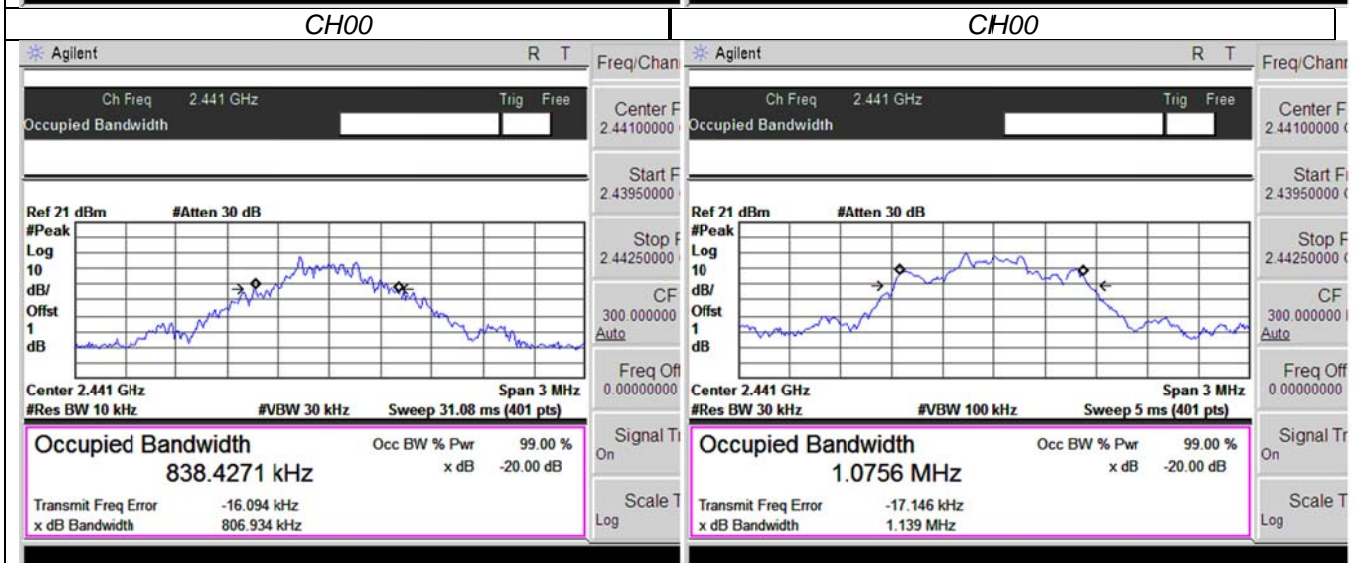 CH00
CH00
Agilent R T
Ch Freq 2.441 GHz Trig Free
Occupied Bandwidth
Ref 21 dBm #Atten 30 dB
#Peak
Log
10
dB/
Offst
1
dB
Center 2.441 GHz Span 3 MHz
#Res BW 10 kHz #VBW 30 kHz Sweep 31.08 ms (401 pts)
Occupied Bandwidth Occ BW % Pwr 99.00 %
838.4271 kHz x dB -20.00 dB
Transmit Freq Error -16.094 kHz
x dB Bandwidth 806.934 kHz
Freq/Chan
Center F
2.44100000
Start F
2.43950000
Stop F
2.44250000
CF
300.000000
Auto
Freq Off
0.00000000
Signal Tr
On
Scale T
Log
Agilent R T
Ch Freq 2.441 GHz Trig Free
Occupied Bandwidth
Ref 21 dBm #Atten 30 dB
#Peak
Log
10
dB/
Offst
1
dB
Center 2.441 GHz Span 3 MHz
#Res BW 30 kHz #VBW 100 kHz Sweep 5 ms (401 pts)
Occupied Bandwidth Occ BW % Pwr 99.00 %
1.0756 MHz x dB -20.00 dB
Transmit Freq Error -17.146 kHz
x dB Bandwidth 1.139 MHz
Freq/Chan
Center F
2.44100000
Start F
2.43950000
Stop F
2.44250000
CF
300.000000
Auto
Freq Off
0.00000000
Signal Tr
On
Scale T
Log